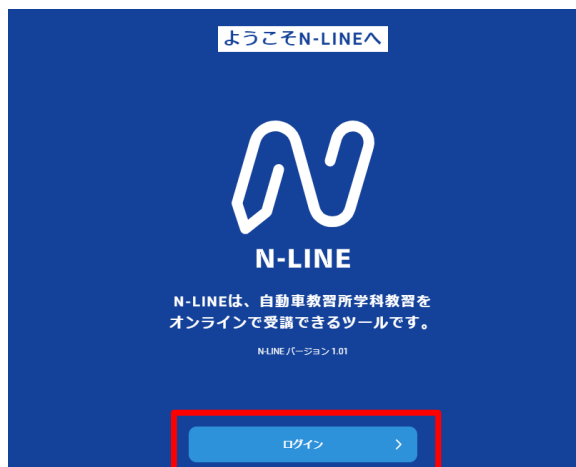 ようこそN-LINEへ
N-LINE
N-LINEは、自動車教習所学科教習を
オンラインで受講できるツールです。
N-LINE バージョン 1.01
ログイン